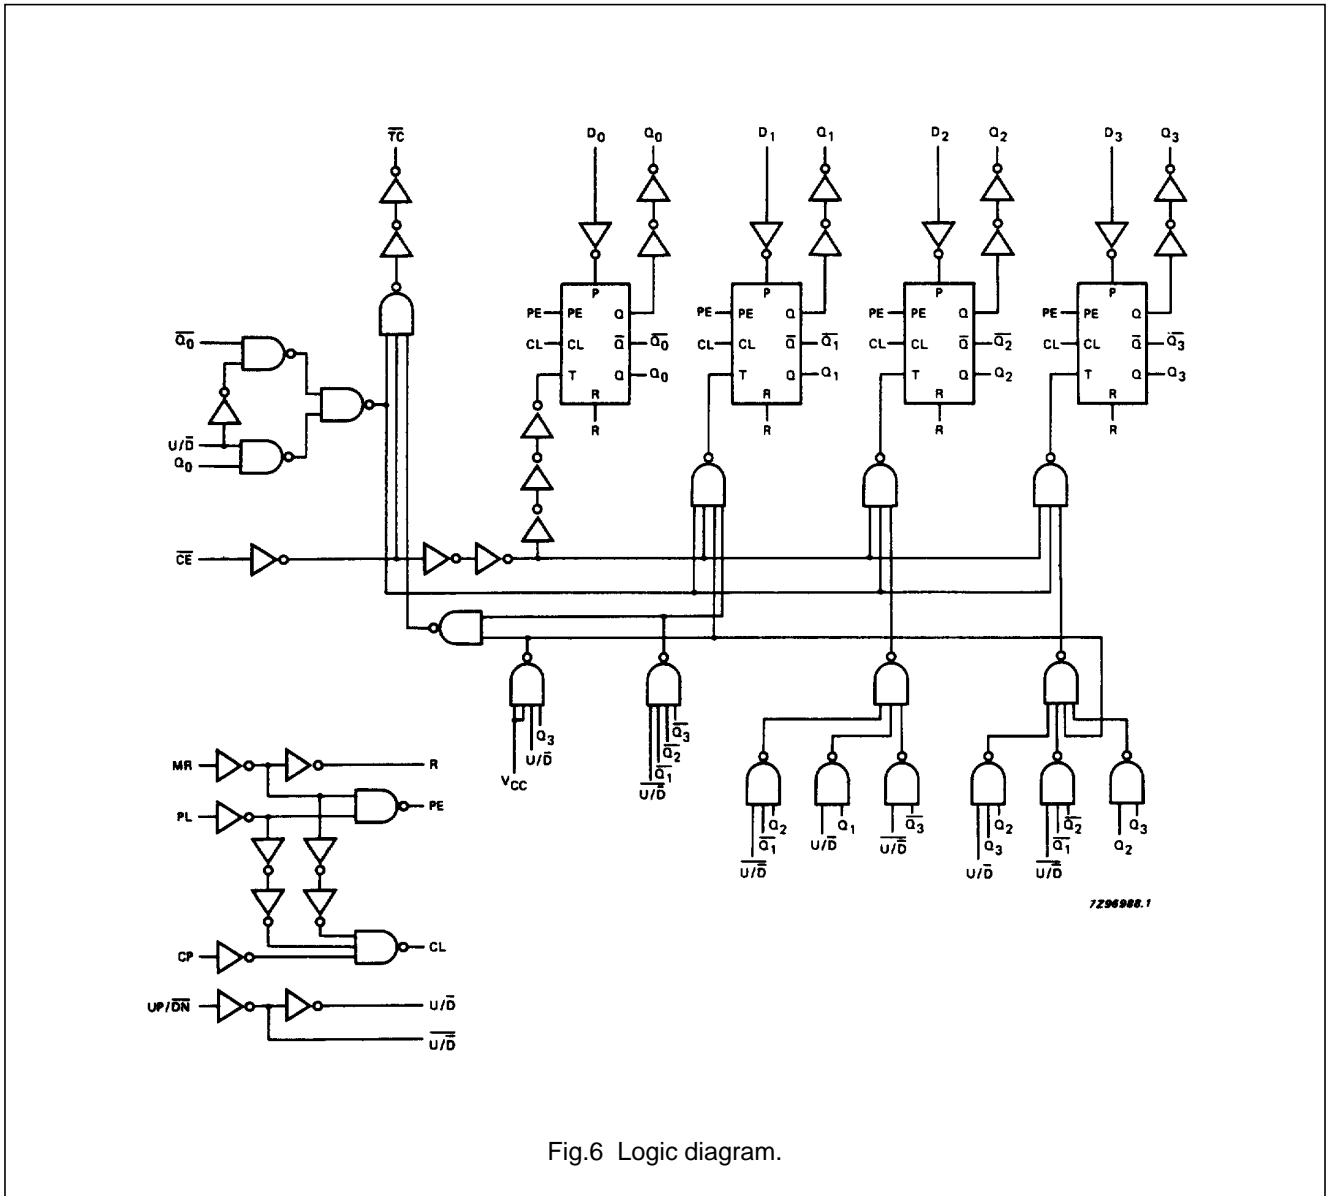 T̅C̅ D0 Q0 D1 Q1 D2 Q2 D3 Q3
P P P P
PE PE Q PE PE Q PE PE Q PE PE Q
CL CL Q̅ Q̅0̅ CL CL Q̅ Q̅1̅ CL CL Q̅ Q̅2̅ CL CL Q̅ Q̅3̅
T Q Q0 T Q Q1 T Q Q2 T Q Q3
R R R R
R R R R
Q̅0̅
U/D̅
Q0
C̅E̅
Q3
U/D̅
VCC
Q̅3̅
Q̅2̅
Q̅1̅
U̅/̅D̅̅
MR R
PL PE
CP CL
UP/D̅N̅ U/D̅
U̅/̅D̅̅
Q2
Q̅1̅
U̅/̅D̅̅
Q1
U/D̅
Q̅3̅
U̅/̅D̅̅
Q2
Q3
U/D̅
Q̅2̅
Q̅1̅
U̅/̅D̅̅
Q3
Q2
7Z96988.1
Fig.6 Logic diagram.